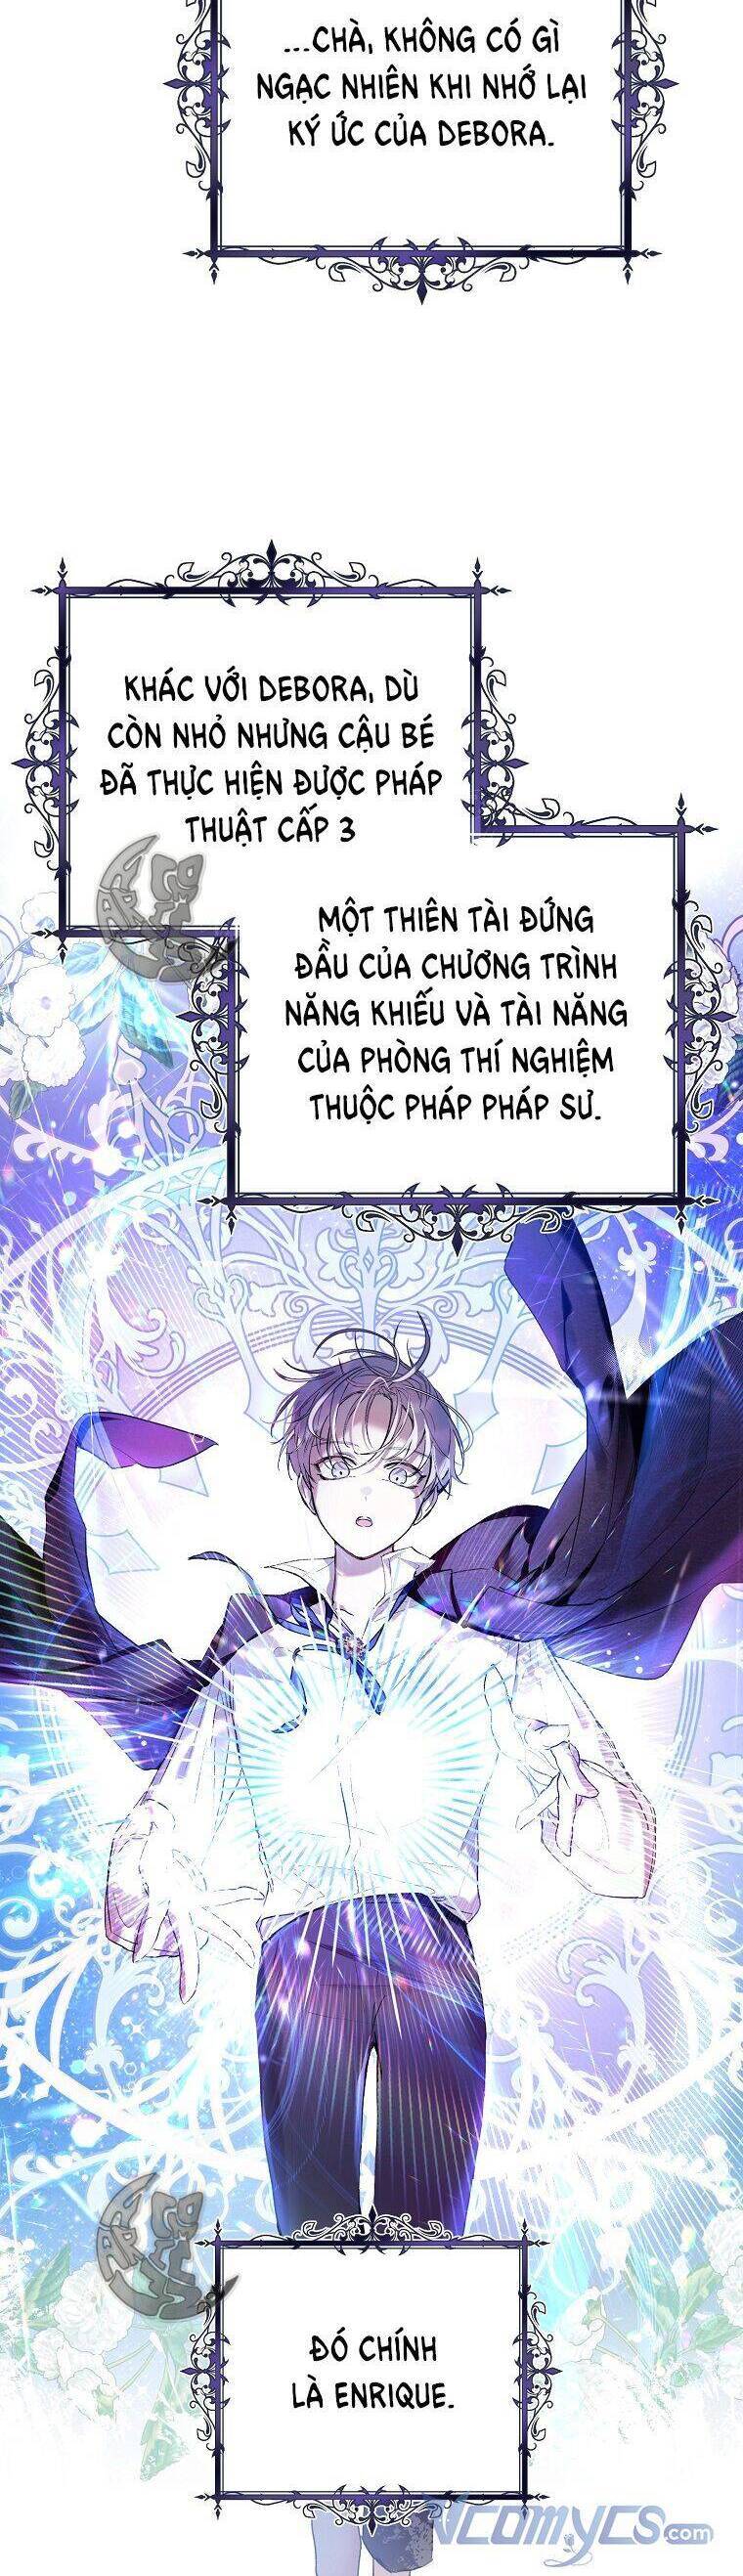 ...CHÀ, KHÔNG CÓ GÌ
NGẠC NHIÊN KHI NHỚ LẠI
KÝ ỨC CỦA DEBORA.
KHÁC VỚI DEBORA, DÙ
CÒN NHỎ NHƯNG CẬU BÉ
ĐÃ THỰC HIỆN ĐƯỢC PHÁP
THUẬT CẤP 3
MỘT THIÊN TÀI ĐỨNG
ĐẦU CỦA CHƯƠNG TRÌNH
NĂNG KHIẾU VÀ TÀI NĂNG
CỦA PHÒNG THÍ NGHIỆM
THUỘC PHÁP PHÁP SƯ.
ĐÓ CHÍNH
LÀ ENRIQUE.